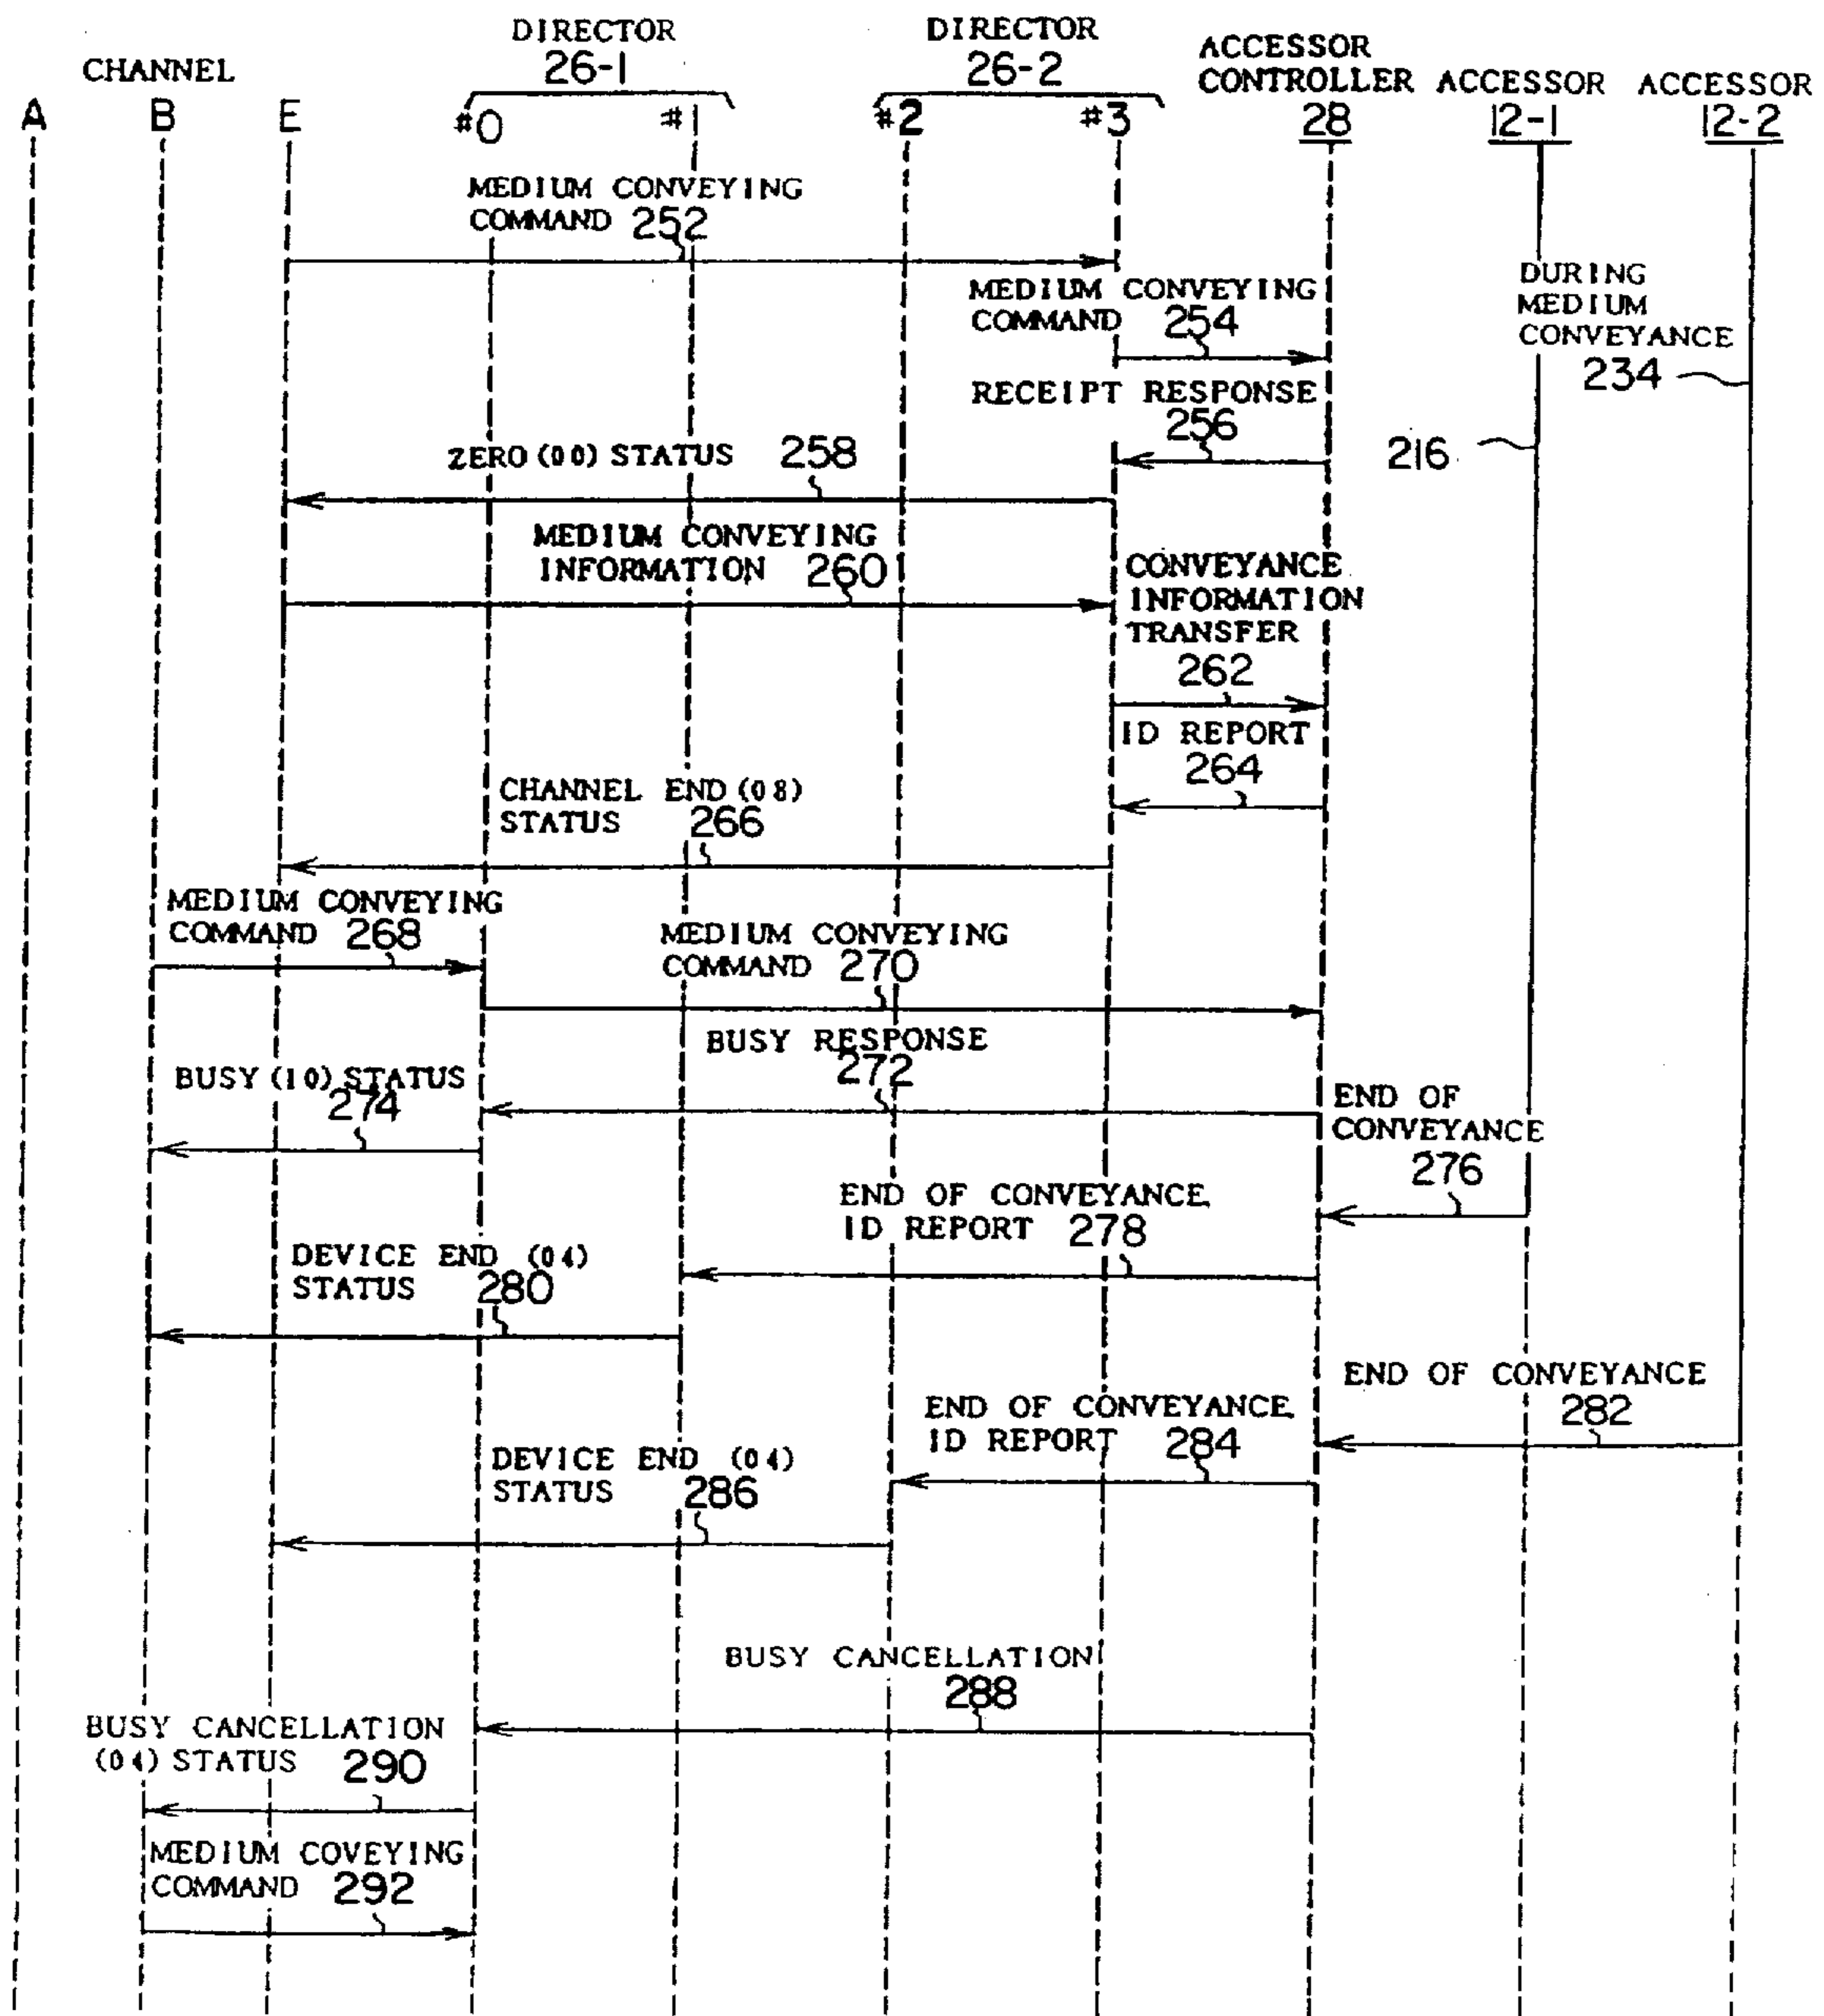 DIRECTOR
26-1
DIRECTOR
26-2
ACCESSOR
CONTROLLER
28
ACCESSOR
12-1
ACCESSOR
12-2
CHANNEL
A
B
E
#0
#1
#2
#3
MEDIUM CONVEYING
COMMAND 252
MEDIUM CONVEYING
COMMAND 254
DURING
MEDIUM
CONVEYANCE
234
RECEIPT RESPONSE
256
216
ZERO (00) STATUS 258
MEDIUM CONVEYING
INFORMATION 260
CONVEYANCE
INFORMATION
TRANSFER
262
ID REPORT
264
CHANNEL END (08)
STATUS 266
MEDIUM CONVEYING
COMMAND 268
MEDIUM CONVEYING
COMMAND 270
BUSY RESPONSE
272
BUSY (10) STATUS
274
END OF
CONVEYANCE
276
END OF CONVEYANCE,
ID REPORT 278
DEVICE END (04)
STATUS 280
END OF CONVEYANCE
282
END OF CONVEYANCE,
ID REPORT 284
DEVICE END (04)
STATUS 286
BUSY CANCELLATION
288
BUSY CANCELLATION
(04) STATUS 290
MEDIUM COVEYING
COMMAND 292